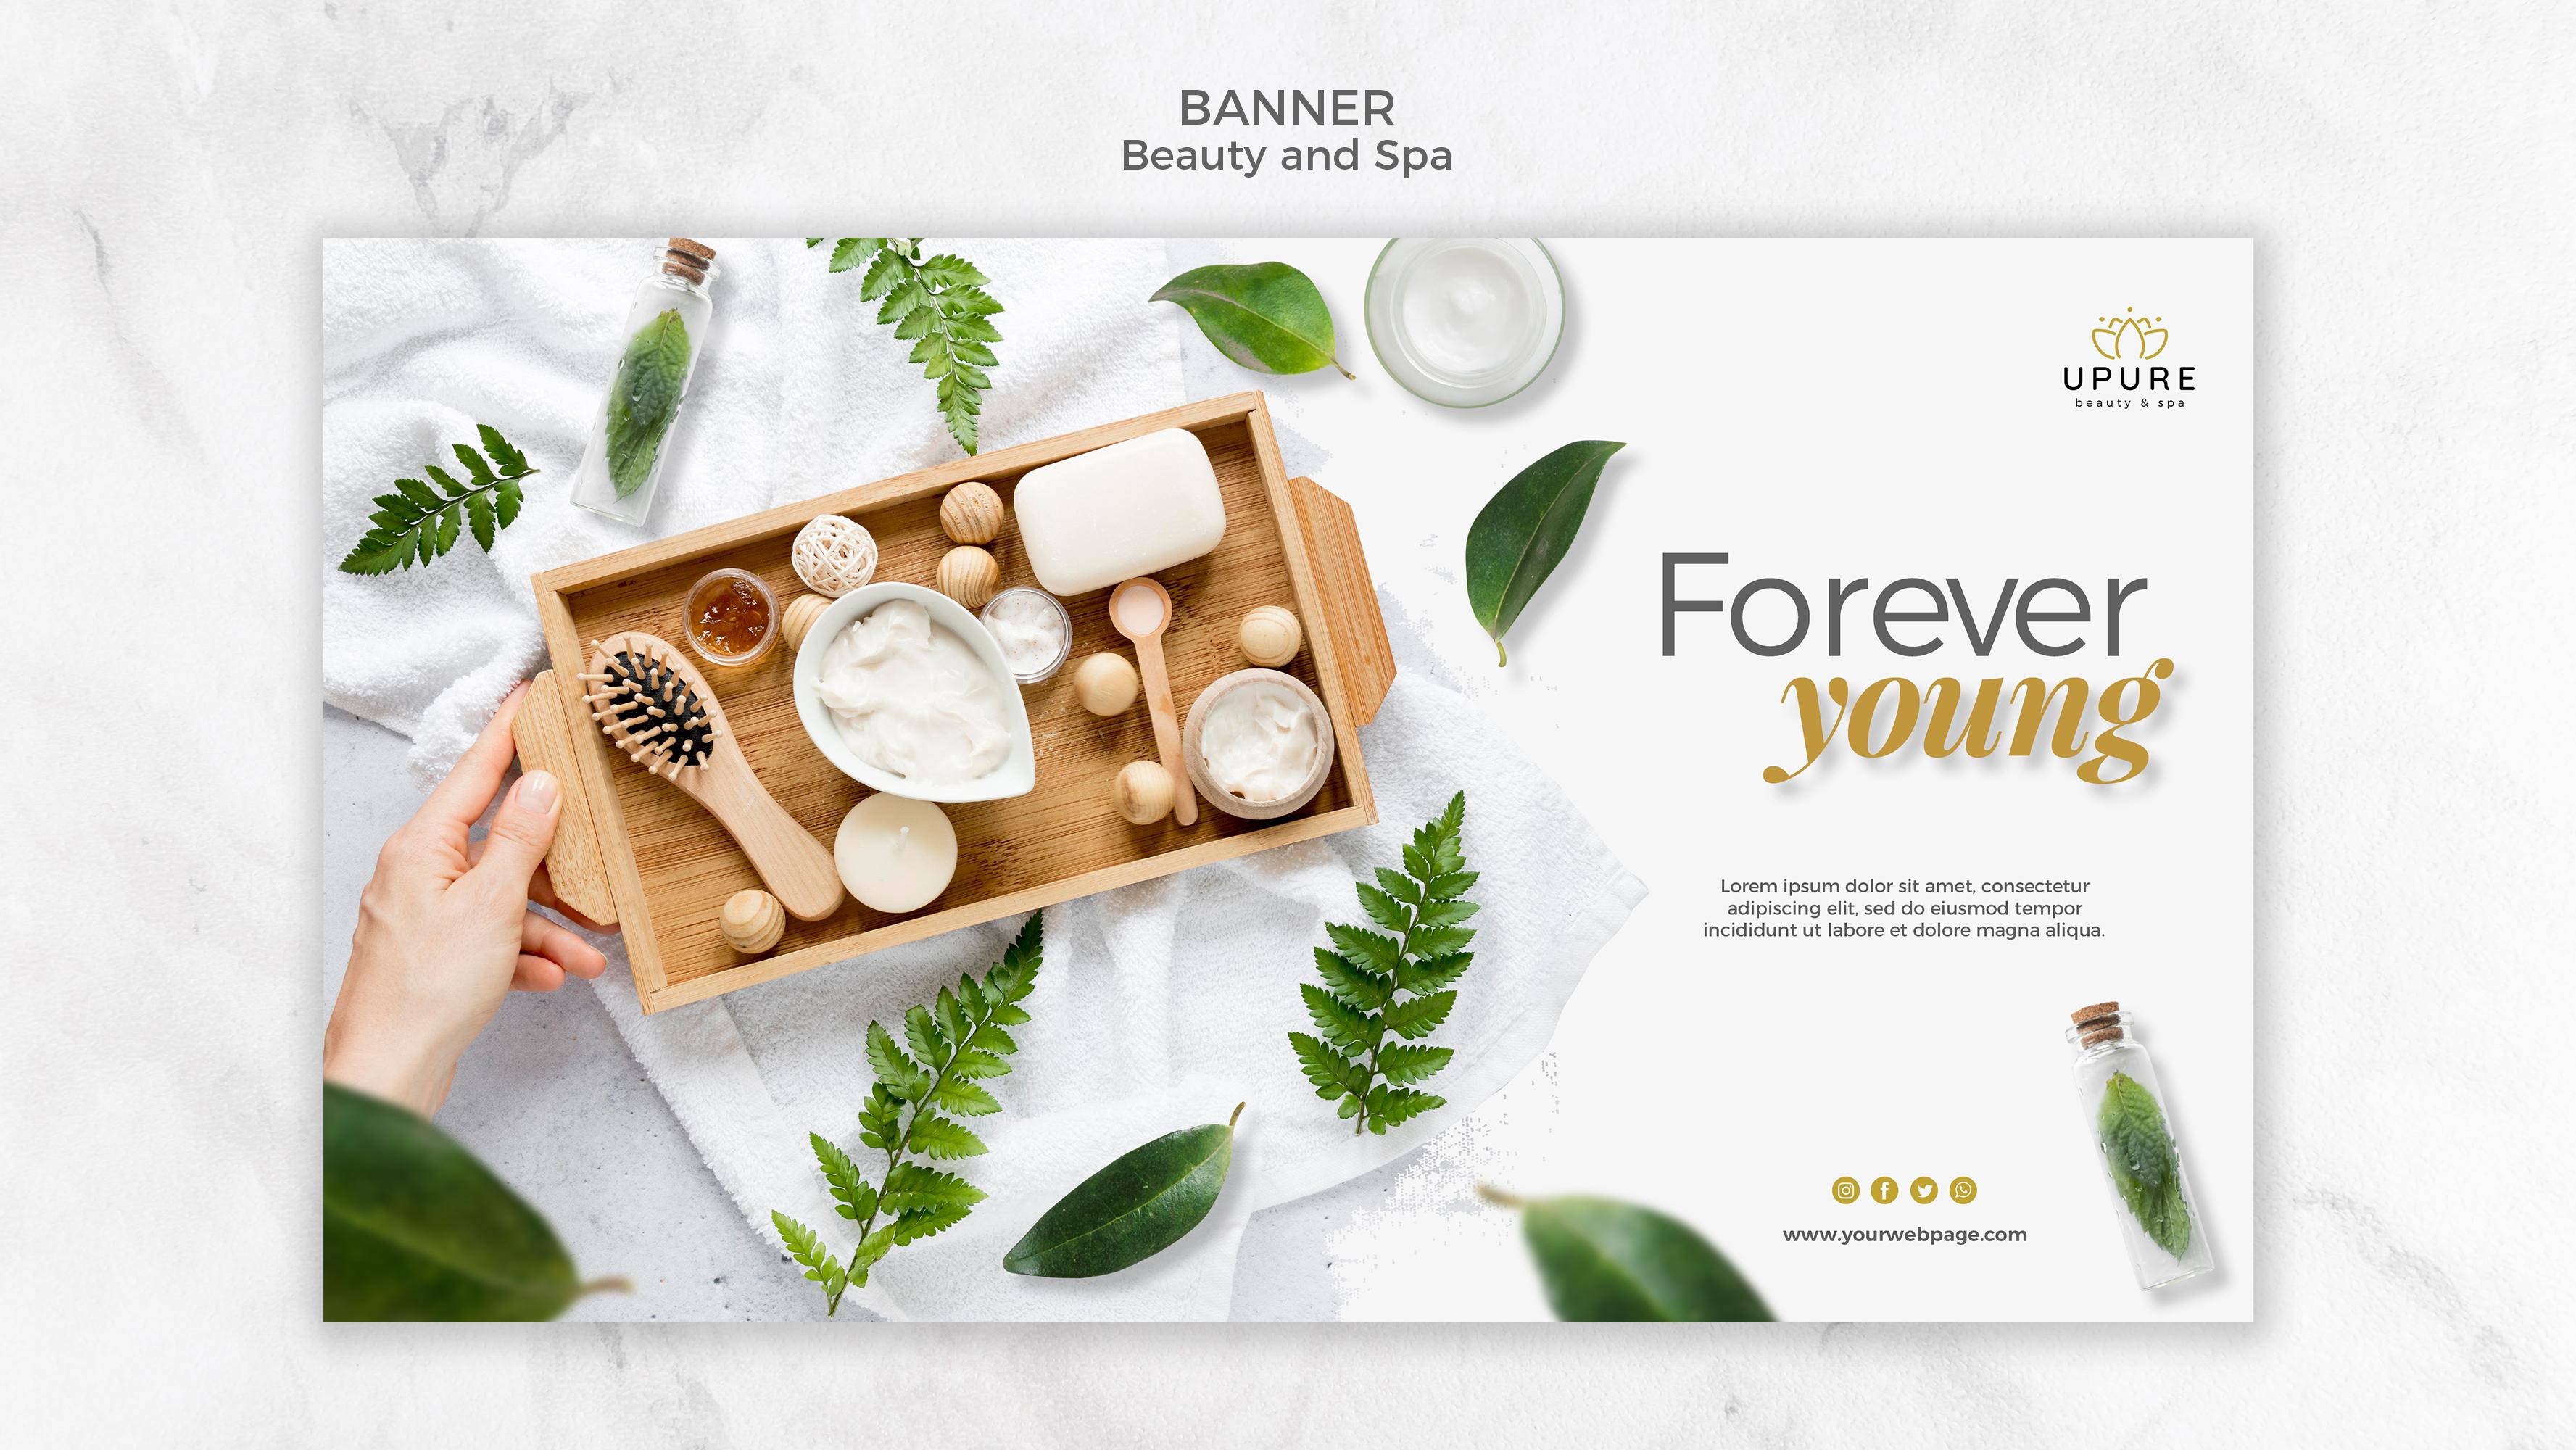 BANNER
Beauty and Spa
UPURE
beauty & spa
Forever
young
Lorem ipsum dolor sit amet, consectetur
adipiscing elit, sed do eiusmod tempor
incididunt ut labore et dolore magna aliqua.
www.yourwebpage.com